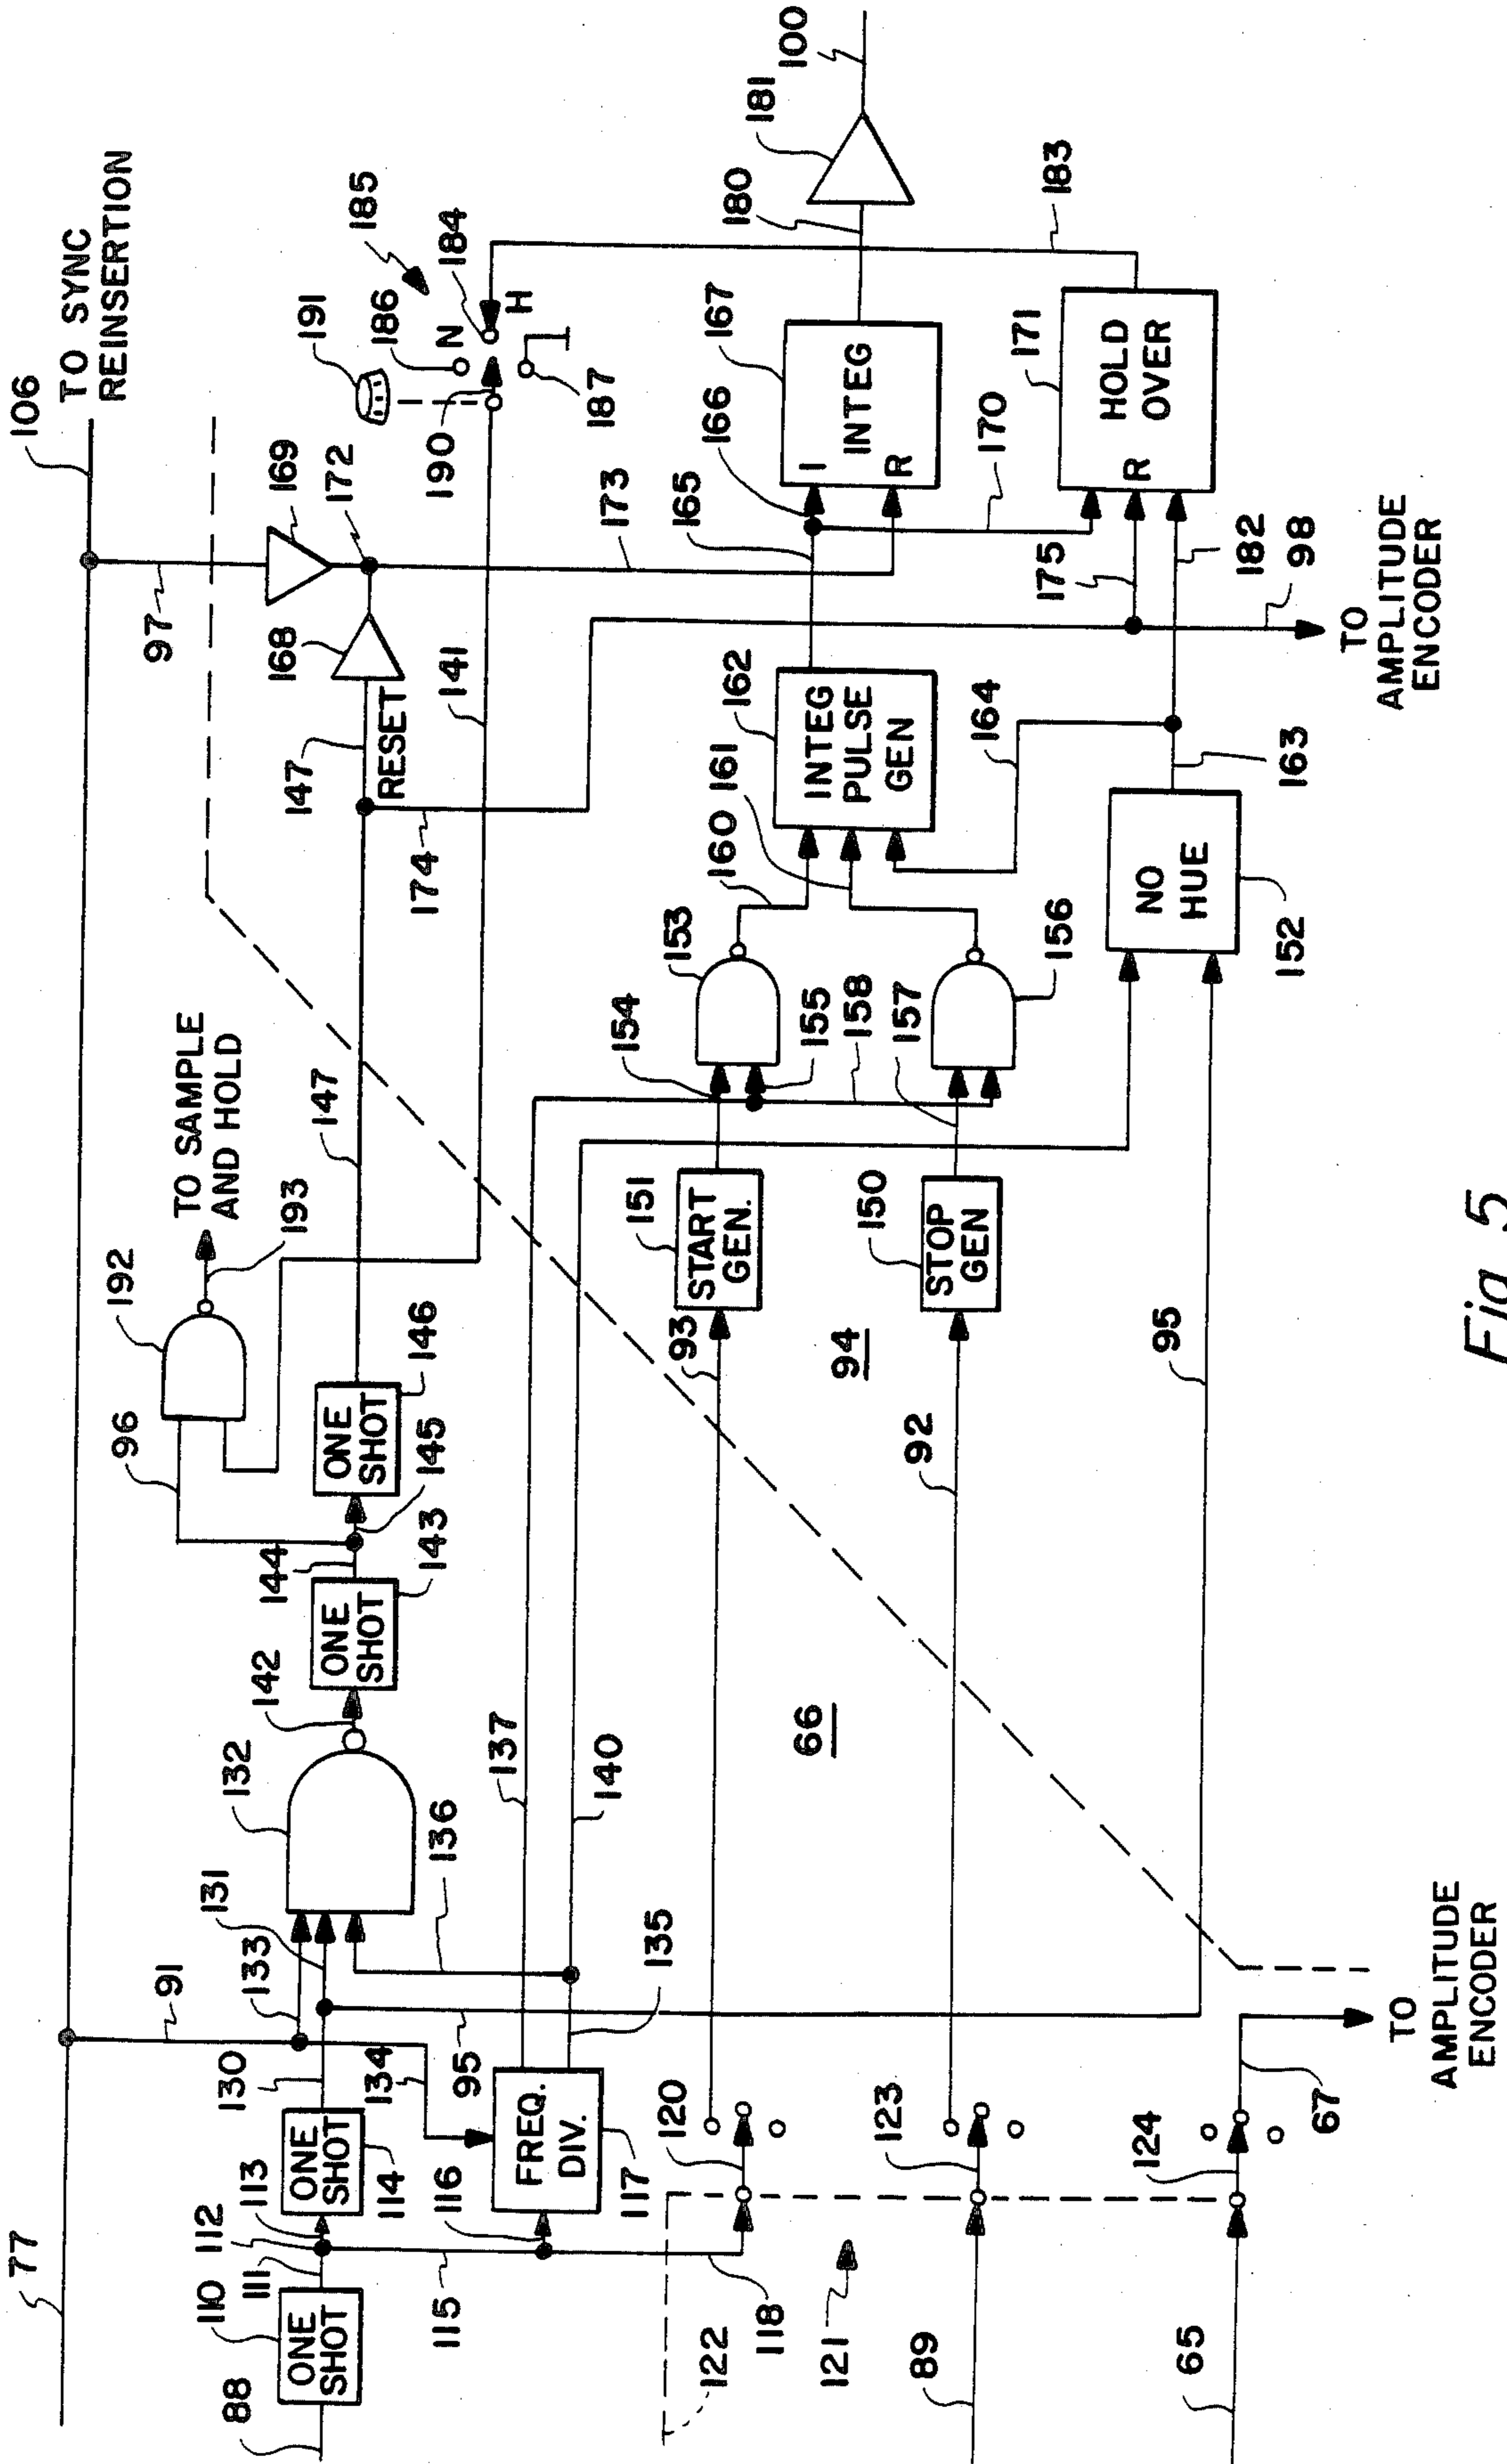 77
106
TO SYNC
REINSERTION
88
110
ONE
SHOT
111
112
113
ONE
SHOT
114
130
91
133
131
132
142
ONE
SHOT
143
144
145
ONE
SHOT
146
96
192
193
TO SAMPLE
AND HOLD
147
147
RESET
168
97
169
172
115
116
FREQ.
DIV.
117
134
95
135
136
137
140
174
141
173
190
191
186
N
184
H
185
187
122
118
120
121
66
93
94
START
GEN.
151
154
155
153
158
160
161
INTEG
PULSE
GEN
162
165
166
I
R
INTEG
167
180
181
100
89
123
92
STOP
GEN
150
157
156
164
170
183
65
124
67
TO
AMPLITUDE
ENCODER
95
NO
HUE
152
163
175
182
R
HOLD
OVER
171
98
TO
AMPLITUDE
ENCODER
Fig. 5